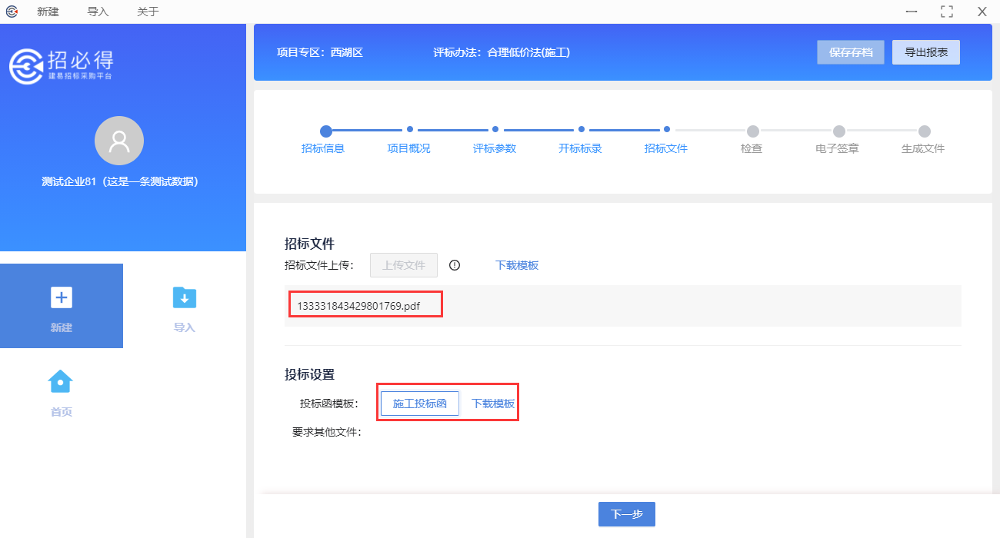 新建 导入 关于
招必得
建易招标采购平台
测试企业81（这是一条测试数据）
新建
导入
首页
项目专区：西湖区 评标办法：合理低价法(施工)
保存存档 导出报表
招标信息 项目概况 评标参数 开标标录 招标文件 检查 电子签章 生成文件
招标文件
招标文件上传： 上传文件 下载模板
133331843429801769.pdf
投标设置
投标函模板： 施工投标函 下载模板
要求其他文件：
下一步